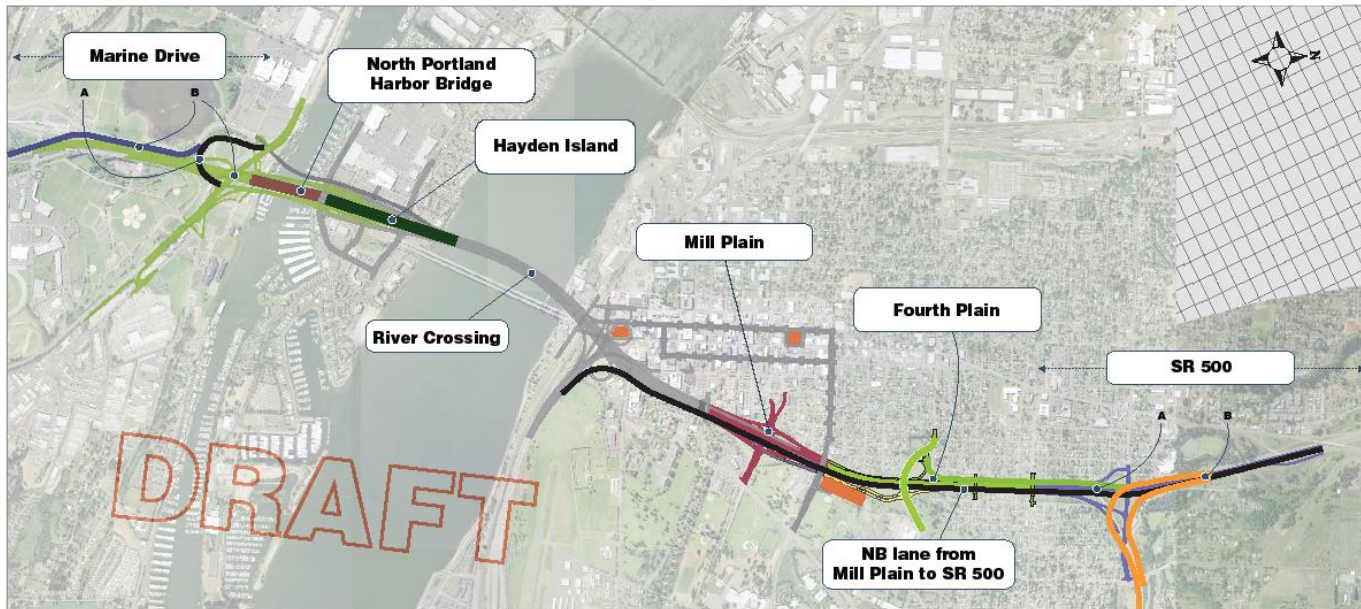 Marine Drive
A
B
North Portland
Harbor Bridge
Hayden Island
River Crossing
Mill Plain
Fourth Plain
SR 500
A
B
NB lane from
Mill Plain to SR 500
N
DRAFT